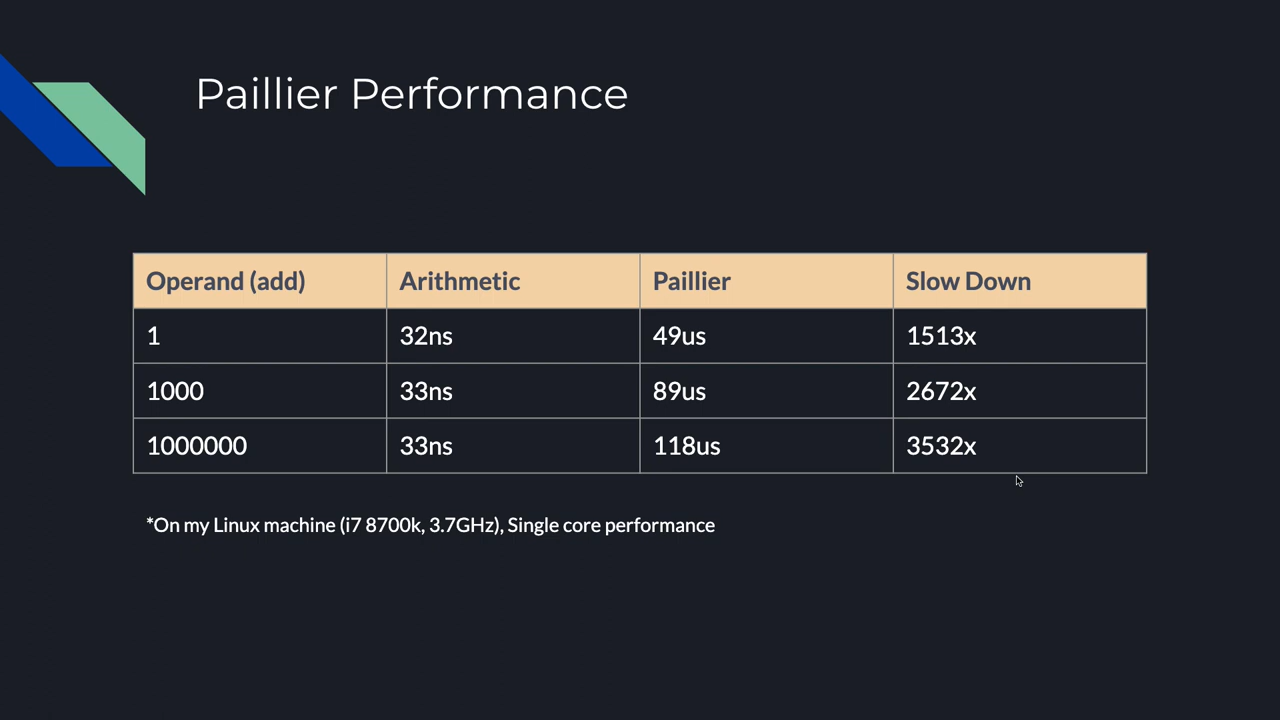 Paillier Performance
Operand (add) Arithmetic Paillier Slow Down
1 32ns 49us 1513x
1000 33ns 89us 2672x
1000000 33ns 118us 3532x
*On my Linux machine (i7 8700k, 3.7GHz), Single core performance